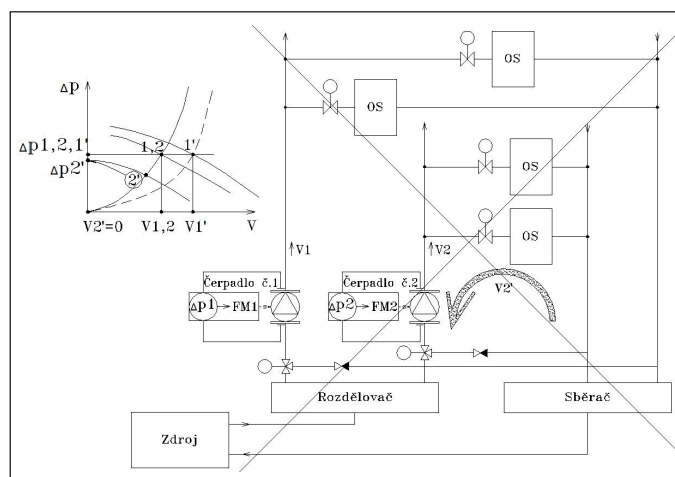 Δp
Δp1,2,1'
Δp2'
1,2
1'
2'
V2'=0
V1,2
V1'
V
OS
OS
OS
OS
V1
V2
Čerpadlo č.1
Δp1
FM1
Čerpadlo č.2
Δp2
FM2
V2'
Rozdělovač
Sběrač
Zdroj